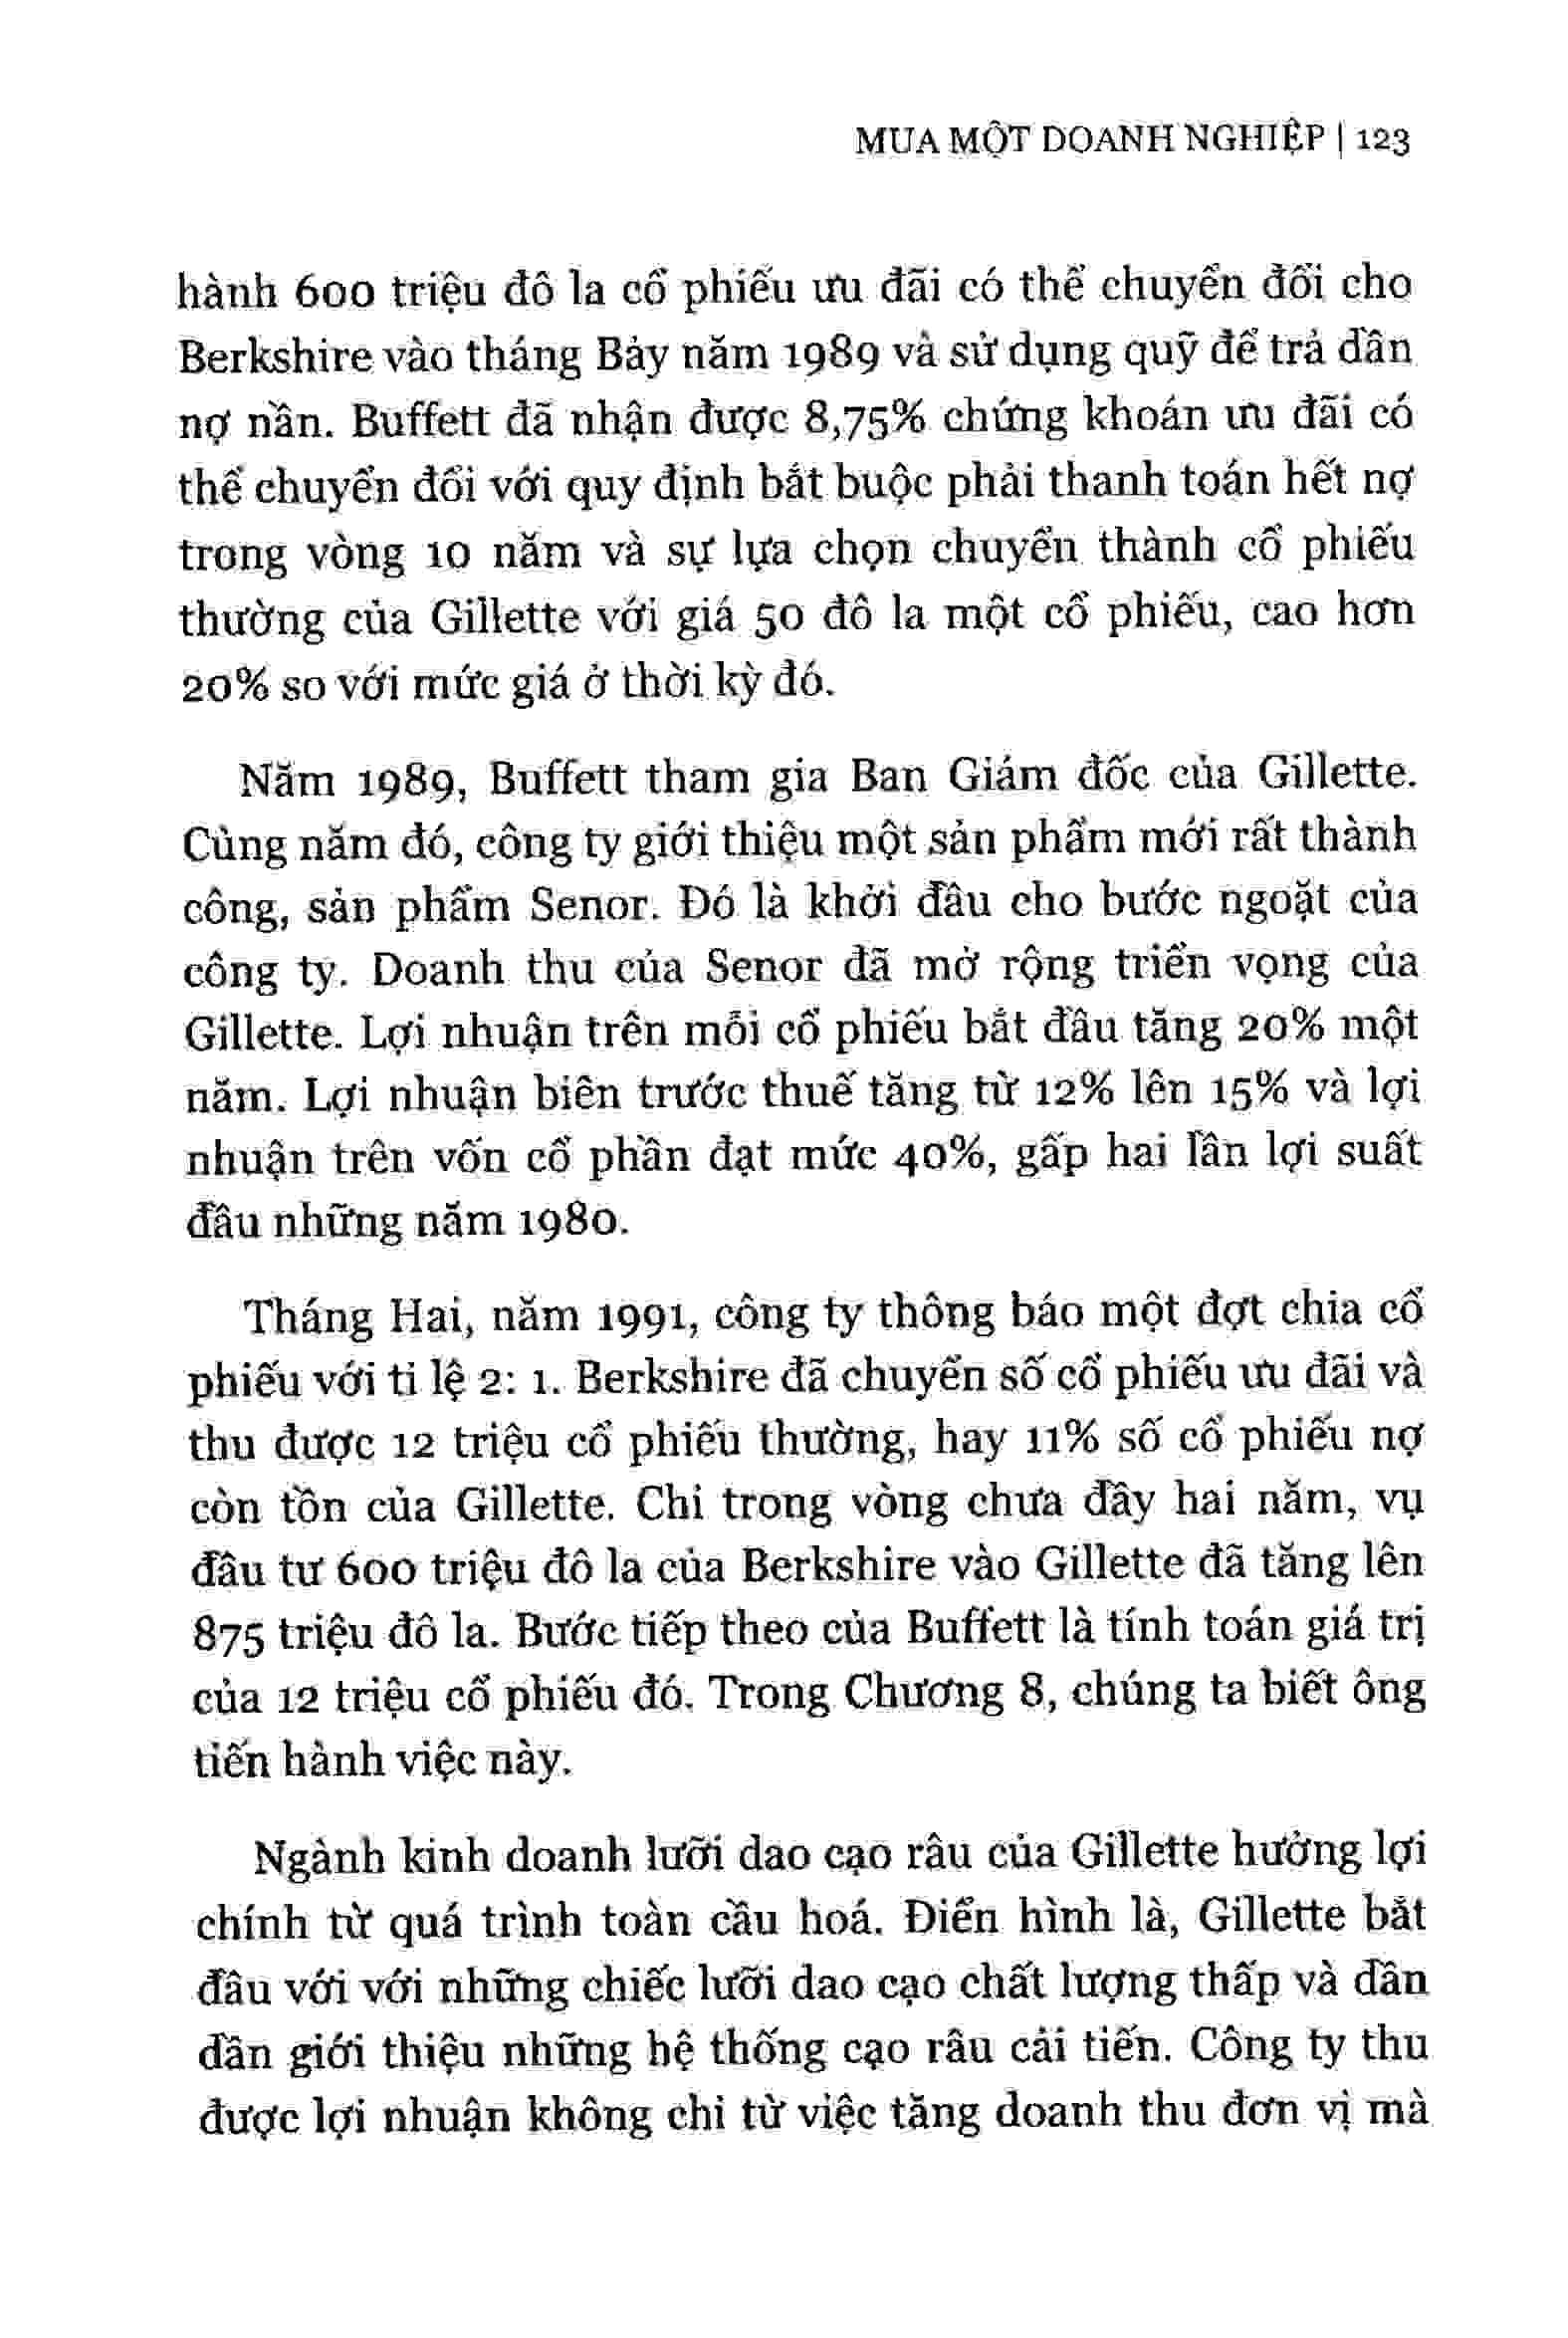 MUA MỘT DOANH NGHIỆP | 123
hành 600 triệu đô la cổ phiếu ưu đãi có thể chuyển đổi cho
Berkshire vào tháng Bảy năm 1989 và sử dụng quỹ để trả dần
nợ nần. Buffett đã nhận được 8,75% chứng khoán ưu đãi có
thể chuyển đổi với quy định bắt buộc phải thanh toán hết nợ
trong vòng 10 năm và sự lựa chọn chuyển thành cổ phiếu
thường của Gillette với giá 50 đô la một cổ phiếu, cao hơn
20% so với mức giá ở thời kỳ đó.
Năm 1989, Buffett tham gia Ban Giám đốc của Gillette.
Cùng năm đó, công ty giới thiệu một sản phẩm mới rất thành
công, sản phẩm Senor. Đó là khởi đầu cho bước ngoặt của
công ty. Doanh thu của Senor đã mở rộng triển vọng của
Gillette. Lợi nhuận trên mỗi cổ phiếu bắt đầu tăng 20% một
năm. Lợi nhuận biên trước thuế tăng từ 12% lên 15% và lợi
nhuận trên vốn cổ phần đạt mức 40%, gấp hai lần lợi suất
đầu những năm 1980.
Tháng Hai, năm 1991, công ty thông báo một đợt chia cổ
phiếu với tỉ lệ 2: 1. Berkshire đã chuyển số cổ phiếu ưu đãi và
thu được 12 triệu cổ phiếu thường, hay 11% số cổ phiếu nợ
còn tồn của Gillette. Chỉ trong vòng chưa đầy hai năm, vụ
đầu tư 600 triệu đô la của Berkshire vào Gillette đã tăng lên
875 triệu đô la. Bước tiếp theo của Buffett là tính toán giá trị
của 12 triệu cổ phiếu đó. Trong Chương 8, chúng ta biết ông
tiến hành việc này.
Ngành kinh doanh lưỡi dao cạo râu của Gillette hưởng lợi
chính từ quá trình toàn cầu hoá. Điển hình là, Gillette bắt
đầu với với những chiếc lưỡi dao cạo chất lượng thấp và dần
dần giới thiệu những hệ thống cạo râu cải tiến. Công ty thu
được lợi nhuận không chỉ từ việc tăng doanh thu đơn vị mà